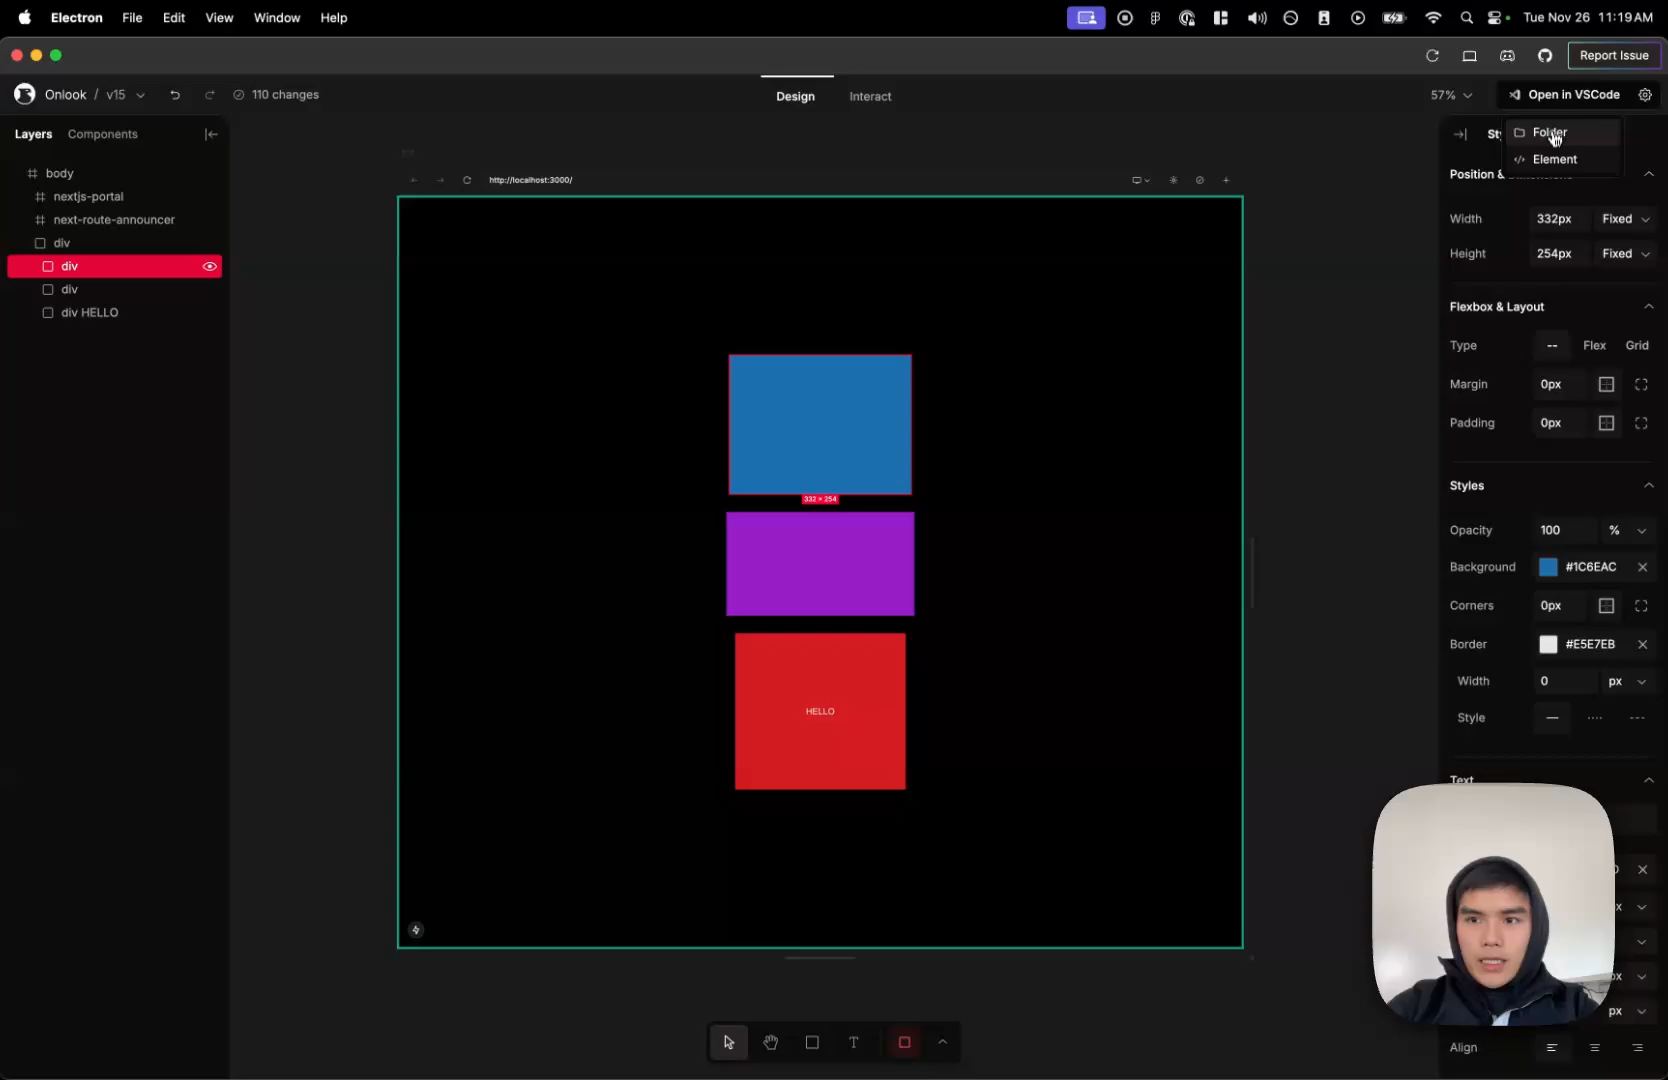 Electron File Edit View Window Help
Tue Nov 26 11:19 AM
Report Issue
Onlook / v15
110 changes
Design
Interact
57%
Open in VSCode
Layers
Components
Folder
Element
body
nextjs-portal
next-route-announcer
div
div
div
div HELLO
http://localhost:3000/
332 × 254
HELLO
Position &
Width 332px Fixed
Height 254px Fixed
Flexbox & Layout
Type -- Flex Grid
Margin 0px
Padding 0px
Styles
Opacity 100 %
Background #1C6EAC
Corners 0px
Border #E5E7EB
Width 0 px
Style
Text
px
px
Align